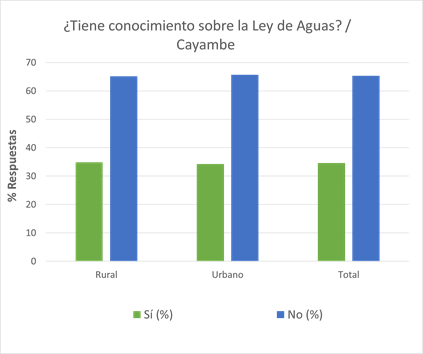 ¿Tiene conocimiento sobre la Ley de Aguas? /
Cayambe
% Respuestas
70
60
50
40
30
20
10
0
Rural Urbano Total
Sí (%) No (%)